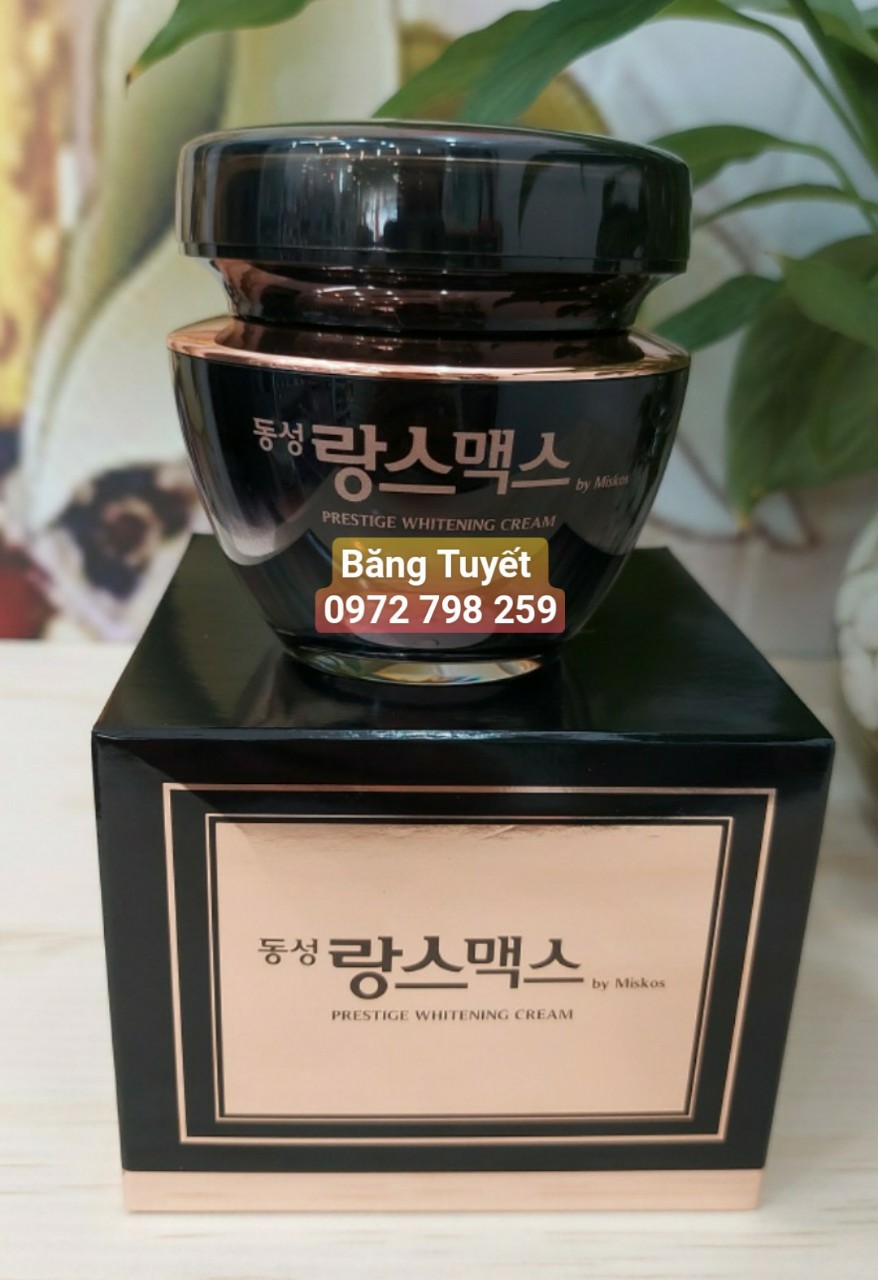 동성 랑스맥스 by Miskos
PRESTIGE WHITENING CREAM
Băng Tuyết
0972 798 259
동성 랑스맥스 by Miskos
PRESTIGE WHITENING CREAM